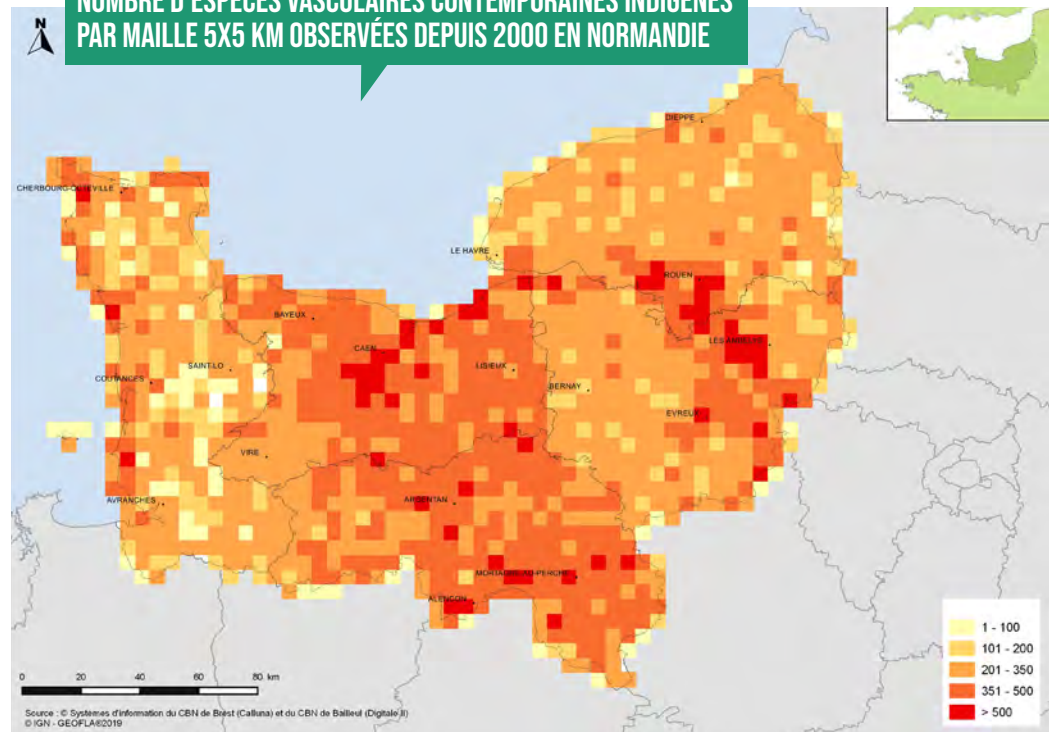 NOMBRE D'ESPÈCES VASCULAIRES CONTEMPORAINES INDIGÈNES
PAR MAILLE 5X5 KM OBSERVÉES DEPUIS 2000 EN NORMANDIE
N
DIEPPE
CHERBOURG-OCTEVILLE
LE HAVRE
ROUEN
BAYEUX
LES ANDELYS
CAEN
SAINT-LO
LISIEUX
COUTANCES
BERNAY
EVREUX
VIRE
AVRANCHES
ARGENTAN
MORTAGNE-AU-PERCHE
ALENCON
1 - 100
101 - 200
201 - 350
351 - 500
> 500
0 20 40 60 80 km
Source : © Systemes d'information du CBN de Brest (Calluna) et du CBN de Bailleul (Digitale II)
© IGN - GEOFLA®2019